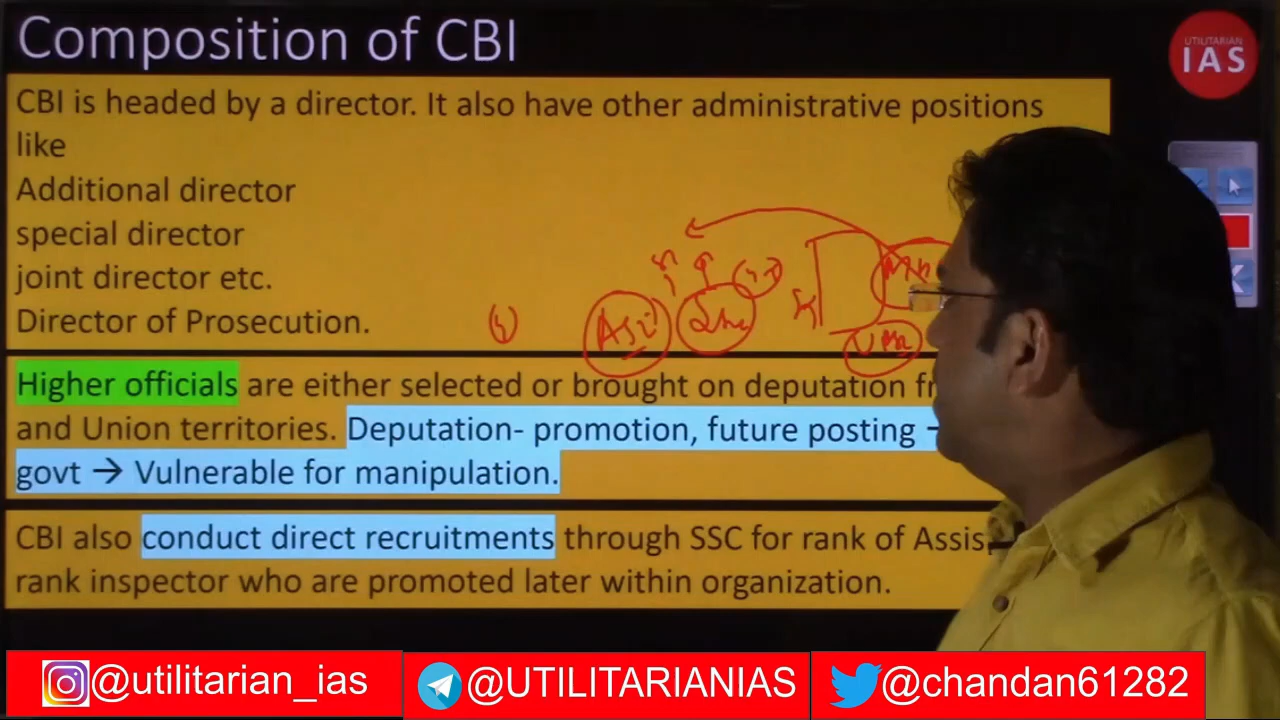 Composition of CBI
UTILITARIAN
IAS
CBI is headed by a director. It also have other administrative positions
like
Additional director
special director
joint director etc.
Director of Prosecution.
ASI
Higher officials are either selected or brought on deputation
and Union territories. Deputation- promotion, future posting →
govt → Vulnerable for manipulation.
CBI also conduct direct recruitments through SSC for rank of
rank inspector who are promoted later within organization.
@utilitarian_ias
@UTILITARIANIAS
@chandan61282